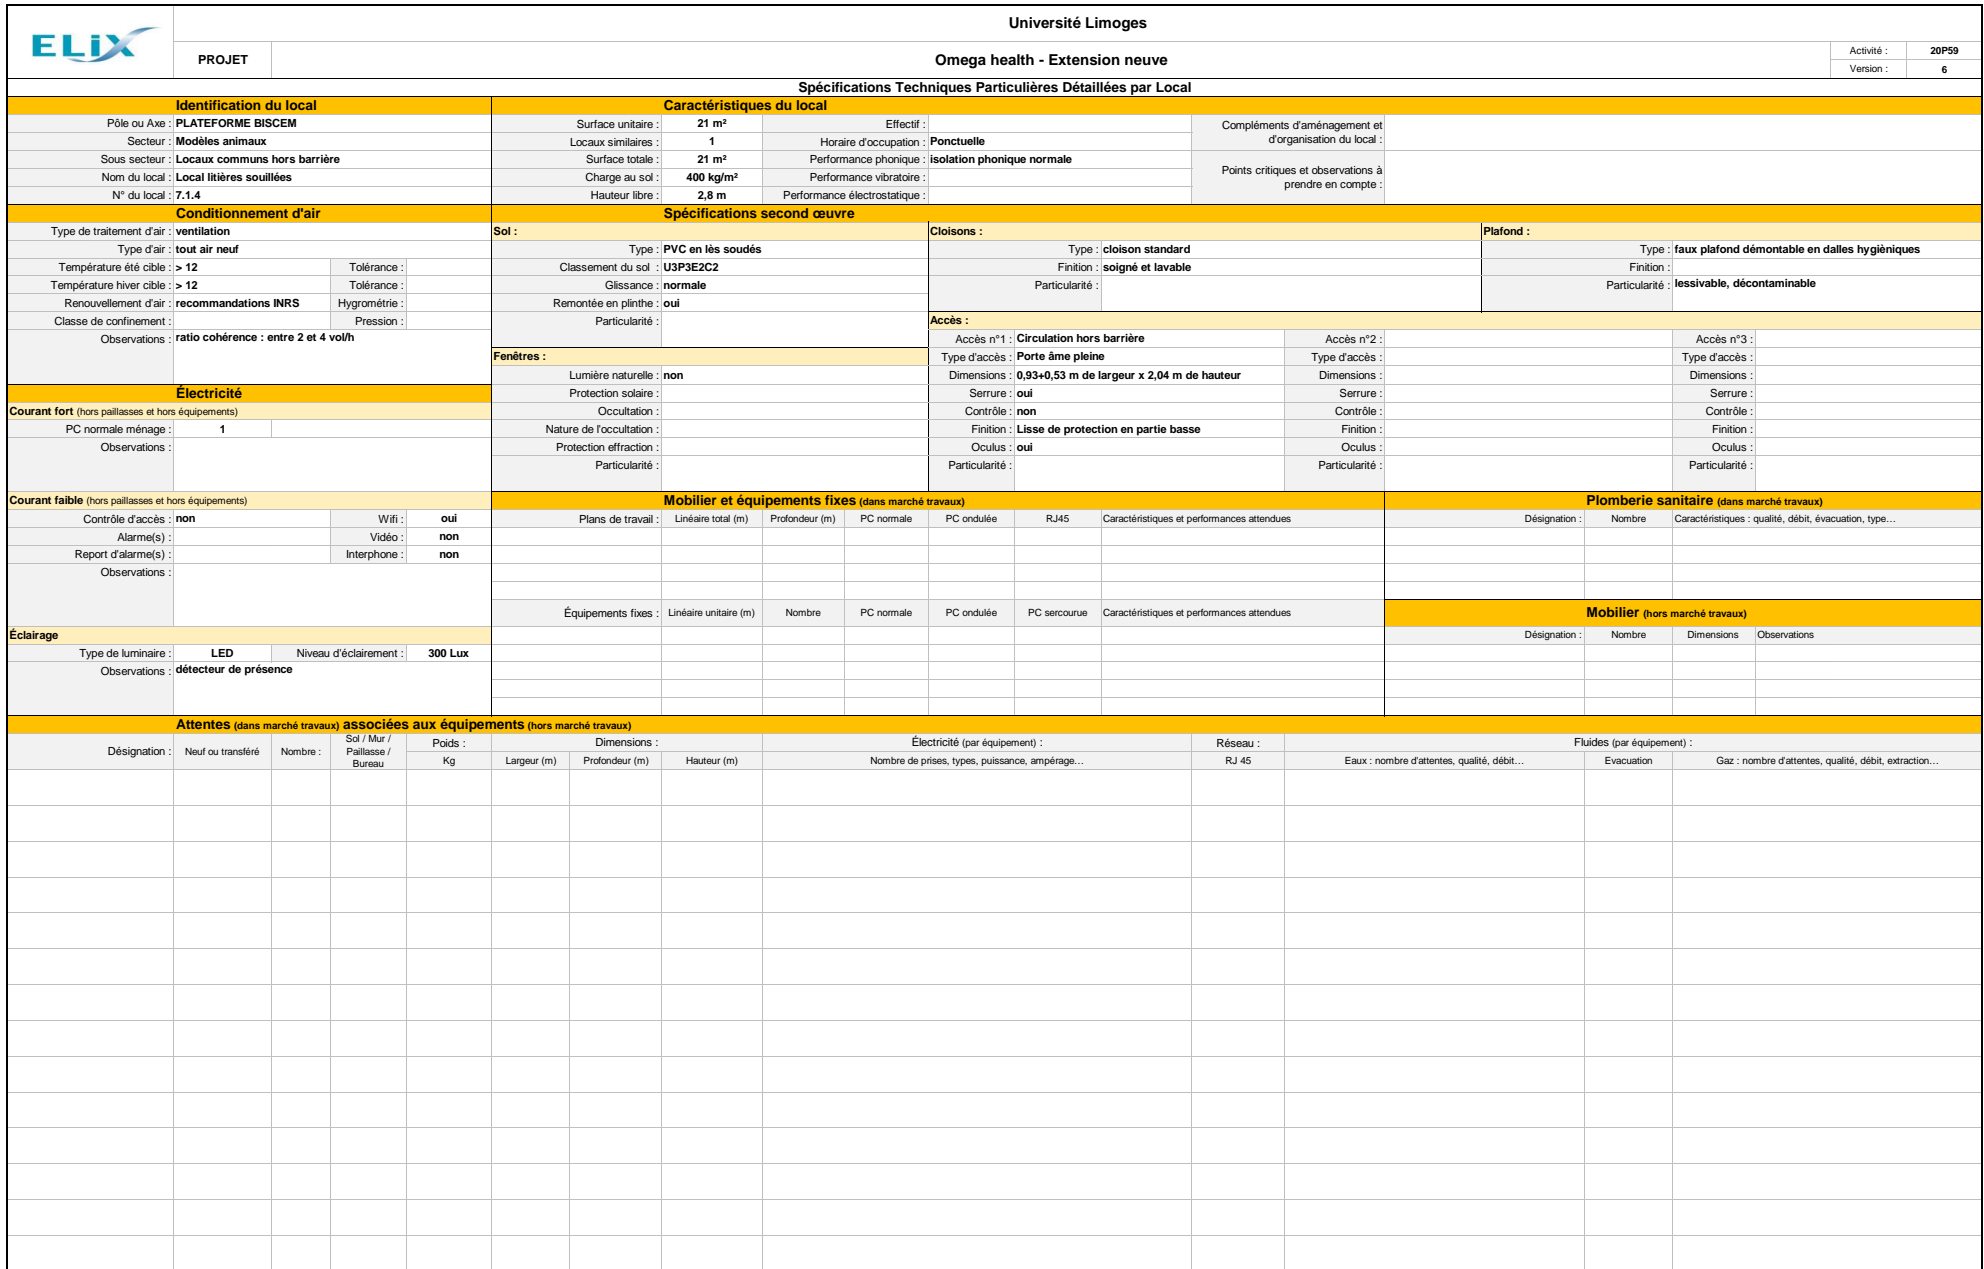 ELiX
Université Limoges
PROJET
Omega health - Extension neuve
Activité : 20P59
Version : 6
Spécifications Techniques Particulières Détaillées par Local
Identification du local
Caractéristiques du local
Pôle ou Axe : PLATEFORME BISCEM
Secteur : Modèles animaux
Sous secteur : Locaux communs hors barrière
Nom du local : Local litières souillées
N° du local : 7.1.4
Surface unitaire : 21 m²
Locaux similaires : 1
Surface totale : 21 m²
Charge au sol : 400 kg/m²
Hauteur libre : 2,8 m
Effectif :
Horaire d'occupation : Ponctuelle
Performance phonique : isolation phonique normale
Performance vibratoire :
Performance électrostatique :
Compléments d'aménagement et
d'organisation du local :
Points critiques et observations à
prendre en compte :
Conditionnement d'air
Type de traitement d'air : ventilation
Type d'air : tout air neuf
Température été cible : > 12 Tolérance :
Température hiver cible : > 12 Tolérance :
Renouvellement d'air : recommandations INRS Hygrométrie :
Classe de confinement : Pression :
Observations : ratio cohérence : entre 2 et 4 vol/h
Spécifications second œuvre
Sol :
Type : PVC en lès soudés
Classement du sol : U3P3E2C2
Glissance : normale
Remontée en plinthe : oui
Particularité :
Cloisons :
Type : cloison standard
Finition : soigné et lavable
Particularité :
Plafond :
Type : faux plafond démontable en dalles hygièniques
Finition :
Particularité : lessivable, décontaminable
Fenêtres :
Lumière naturelle : non
Protection solaire :
Occultation :
Nature de l'occultation :
Protection effraction :
Particularité :
Accès :
Accès n°1 : Circulation hors barrière Accès n°2 : Accès n°3 :
Type d'accès : Porte âme pleine Type d'accès : Type d'accès :
Dimensions : 0,93+0,53 m de largeur x 2,04 m de hauteur Dimensions : Dimensions :
Serrure : oui Serrure : Serrure :
Contrôle : non Contrôle : Contrôle :
Finition : Lisse de protection en partie basse Finition : Finition :
Oculus : oui Oculus : Oculus :
Particularité : Particularité : Particularité :
Électricité
Courant fort (hors paillasses et hors équipements)
PC normale ménage : 1
Observations :
Courant faible (hors paillasses et hors équipements)
Contrôle d'accès : non Wifi : oui
Alarme(s) : Vidéo : non
Report d'alarme(s) : Interphone : non
Observations :
Éclairage
Type de luminaire : LED Niveau d'éclairement : 300 Lux
Observations : détecteur de présence
Mobilier et équipements fixes (dans marché travaux)
Plans de travail : Linéaire total (m) Profondeur (m) PC normale PC ondulée RJ45 Caractéristiques et performances attendues
Équipements fixes : Linéaire unitaire (m) Nombre PC normale PC ondulée PC sercourue Caractéristiques et performances attendues
Plomberie sanitaire (dans marché travaux)
Désignation : Nombre Caractéristiques : qualité, débit, évacuation, type…
Mobilier (hors marché travaux)
Désignation : Nombre Dimensions Observations
Attentes (dans marché travaux) associées aux équipements (hors marché travaux)
Désignation : Neuf ou transféré Nombre :
Sol / Mur /
Paillasse /
Bureau
Poids : Dimensions : Électricité (par équipement) : Réseau : Fluides (par équipement) :
Kg Largeur (m) Profondeur (m) Hauteur (m) Nombre de prises, types, puissance, ampérage… RJ 45 Eaux : nombre d'attentes, qualité, débit… Evacuation Gaz : nombre d'attentes, qualité, débit, extraction…